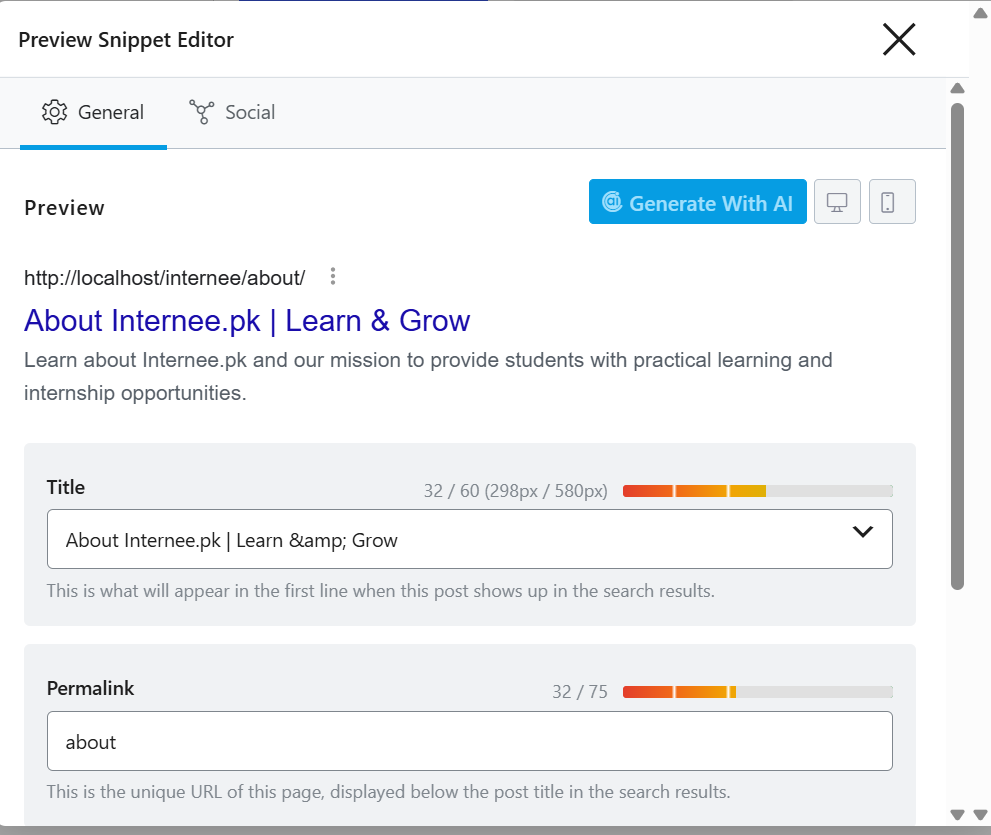 Preview Snippet Editor
General
Social
Preview
Generate With AI
http://localhost/internee/about/
About Internee.pk | Learn & Grow
Learn about Internee.pk and our mission to provide students with practical learning and
internship opportunities.
Title
32 / 60 (298px / 580px)
About Internee.pk | Learn &amp; Grow
This is what will appear in the first line when this post shows up in the search results.
Permalink
32 / 75
about
This is the unique URL of this page, displayed below the post title in the search results.